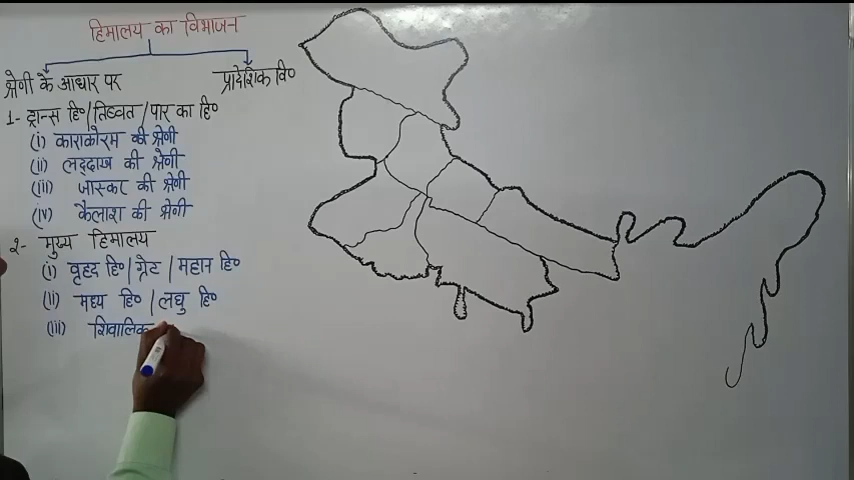 हिमालय का विभाजन
श्रेणी के आधार पर
प्रादेशिक वि०
1- ट्रान्स हि०/तिब्बत/पार का हि०
(i) काराकोरम की श्रेणी
(ii) लद्दाख की श्रेणी
(iii) जास्कर की श्रेणी
(iv) कैलाश की श्रेणी
2- मुख्य हिमालय
(i) वृहद हि०/ग्रेट/महान हि०
(ii) मध्य हि०/लघु हि०
(iii) शिवालिक